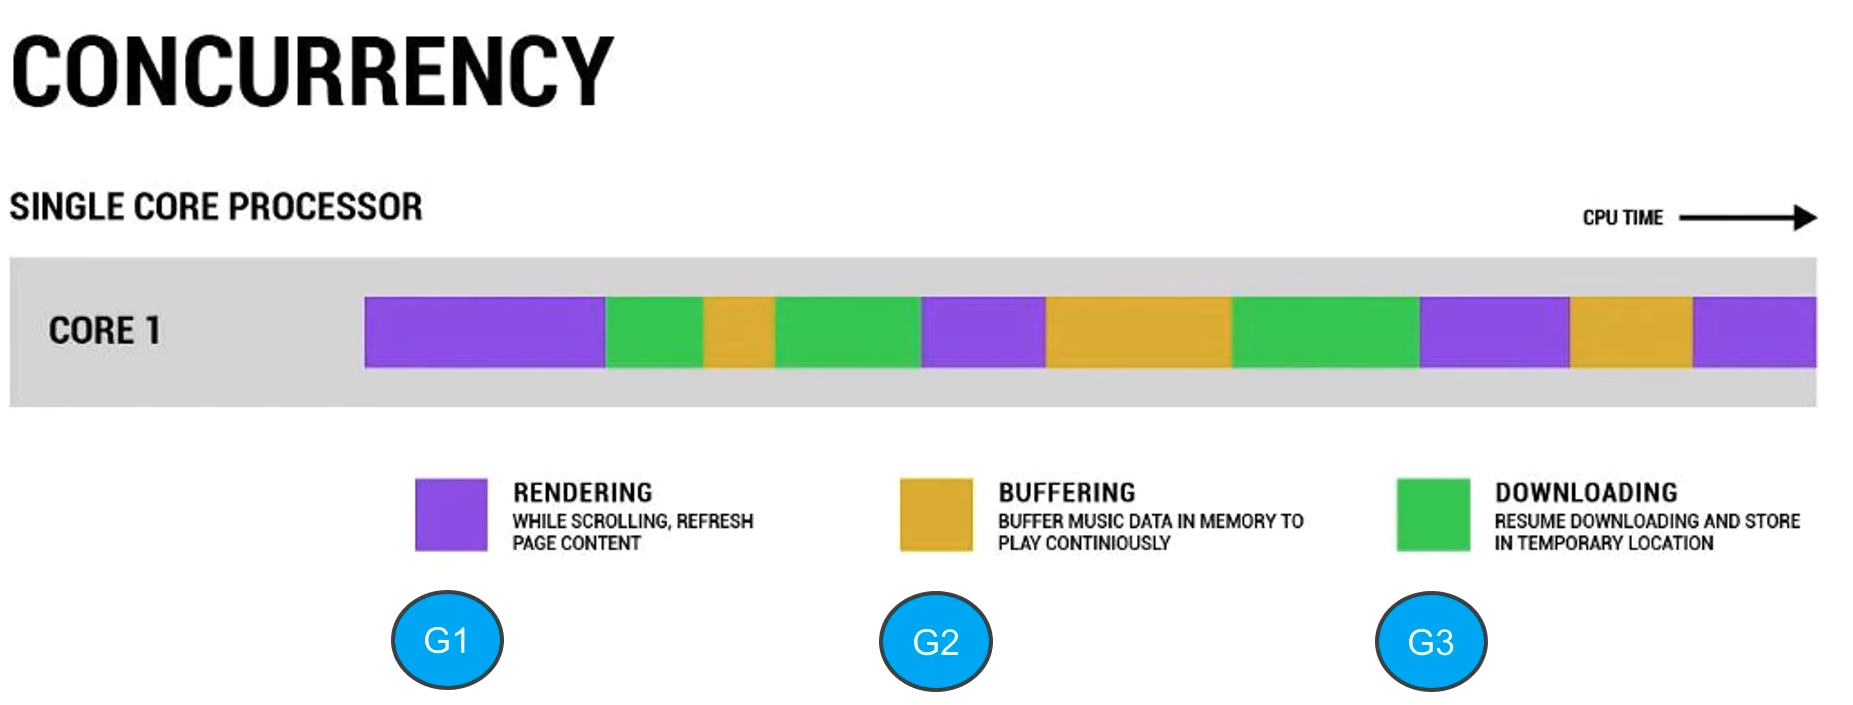 CONCURRENCY
SINGLE CORE PROCESSOR
CPU TIME
CORE 1
RENDERING
WHILE SCROLLING, REFRESH
PAGE CONTENT
BUFFERING
BUFFER MUSIC DATA IN MEMORY TO
PLAY CONTINIOUSLY
DOWNLOADING
RESUME DOWNLOADING AND STORE
IN TEMPORARY LOCATION
G1
G2
G3